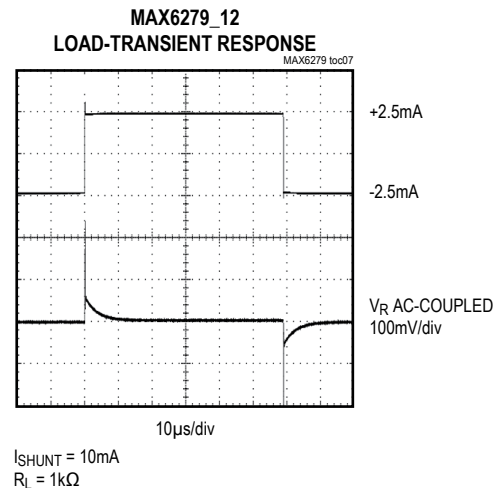 MAX6279_12
LOAD-TRANSIENT RESPONSE
MAX6279 toc07
+2.5mA
-2.5mA
VR AC-COUPLED
100mV/div
10µs/div
ISHUNT = 10mA
RL = 1kΩ